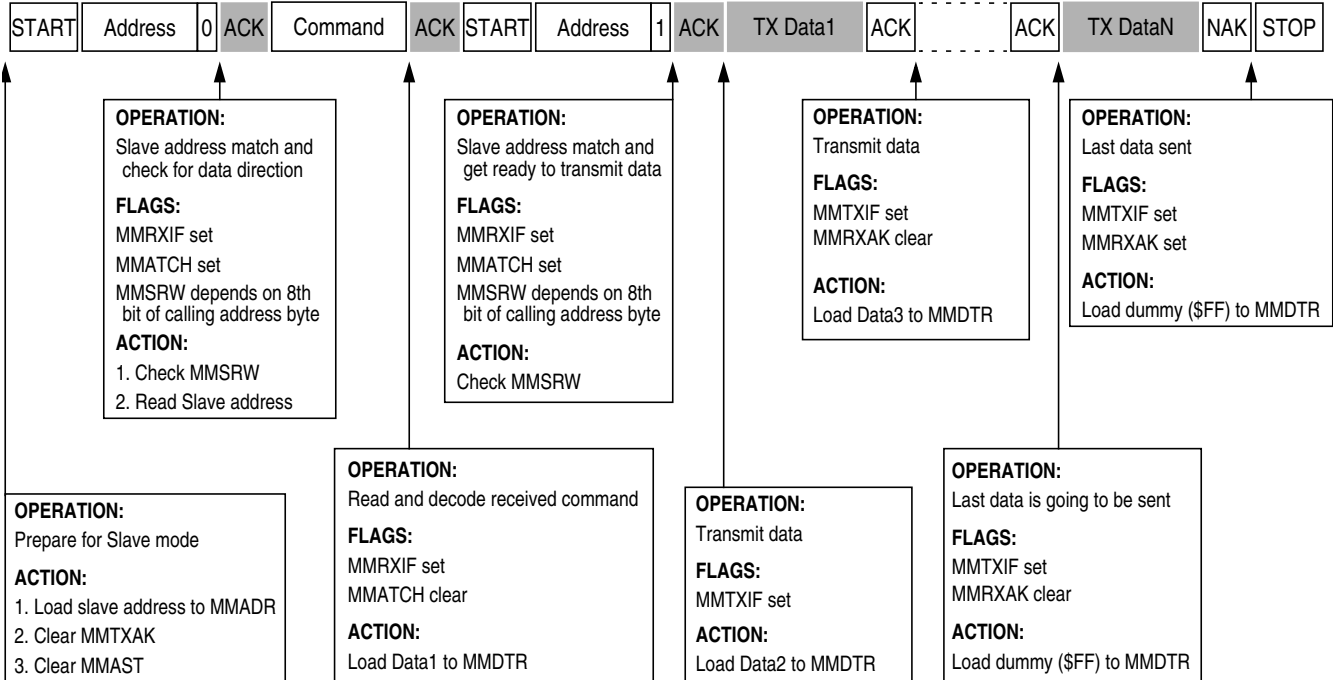 START Address 0 ACK Command ACK START Address 1 ACK TX Data1 ACK ACK TX DataN NAK STOP
OPERATION:
Slave address match and
check for data direction
FLAGS:
MMRXIF set
MMATCH set
MMSRW depends on 8th
bit of calling address byte
ACTION:
1. Check MMSRW
2. Read Slave address
OPERATION:
Slave address match and
get ready to transmit data
FLAGS:
MMRXIF set
MMATCH set
MMSRW depends on 8th
bit of calling address byte
ACTION:
Check MMSRW
OPERATION:
Transmit data
FLAGS:
MMTXIF set
MMRXAK clear
ACTION:
Load Data3 to MMDTR
OPERATION:
Last data sent
FLAGS:
MMTXIF set
MMRXAK set
ACTION:
Load dummy ($FF) to MMDTR
OPERATION:
Prepare for Slave mode
ACTION:
1. Load slave address to MMADR
2. Clear MMTXAK
3. Clear MMAST
OPERATION:
Read and decode received command
FLAGS:
MMRXIF set
MMATCH clear
ACTION:
Load Data1 to MMDTR
OPERATION:
Transmit data
FLAGS:
MMTXIF set
ACTION:
Load Data2 to MMDTR
OPERATION:
Last data is going to be sent
FLAGS:
MMTXIF set
MMRXAK clear
ACTION:
Load dummy ($FF) to MMDTR